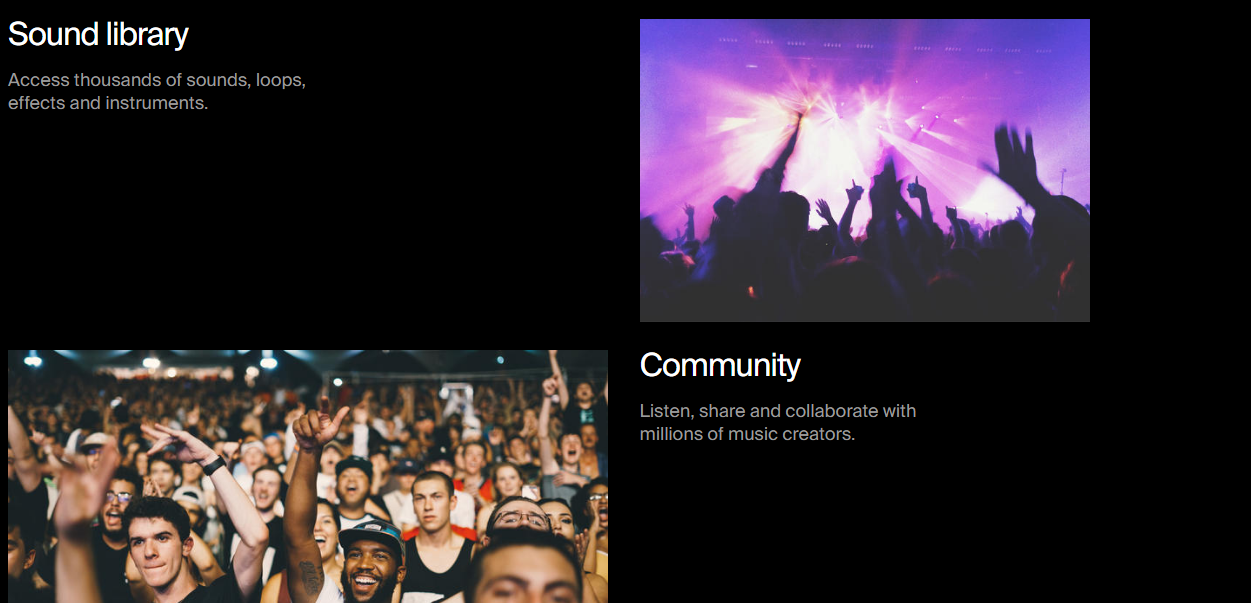 Sound library
Access thousands of sounds, loops,
effects and instruments.
Community
Listen, share and collaborate with
millions of music creators.